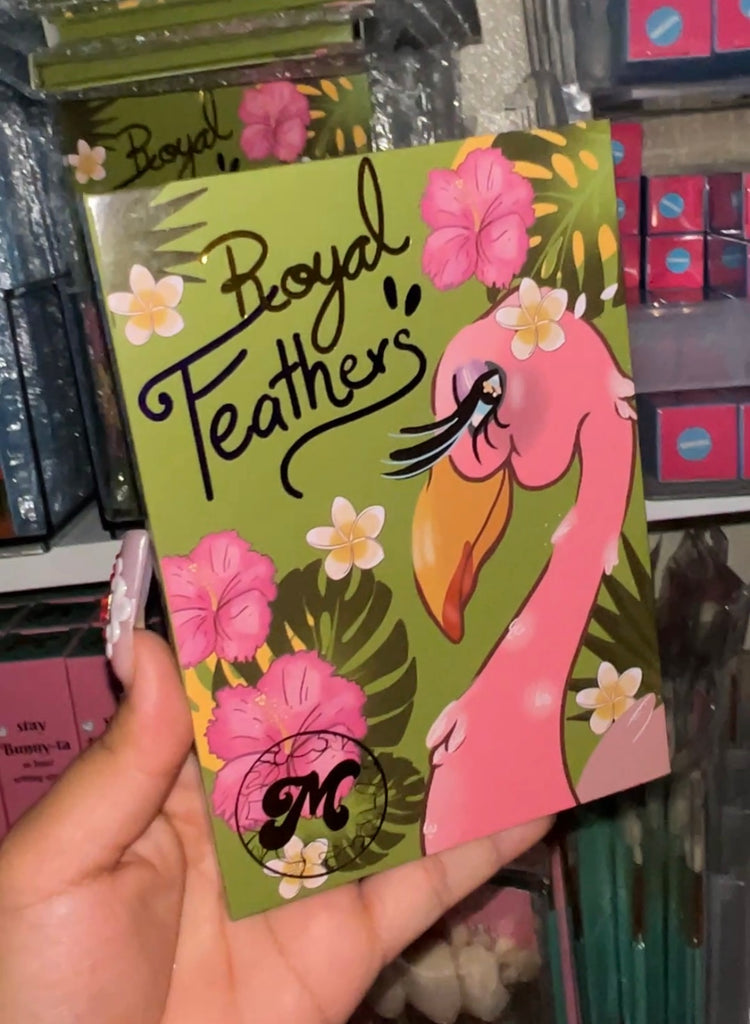 Royal
Royal
Feathers
M
stay
Bunny-ta